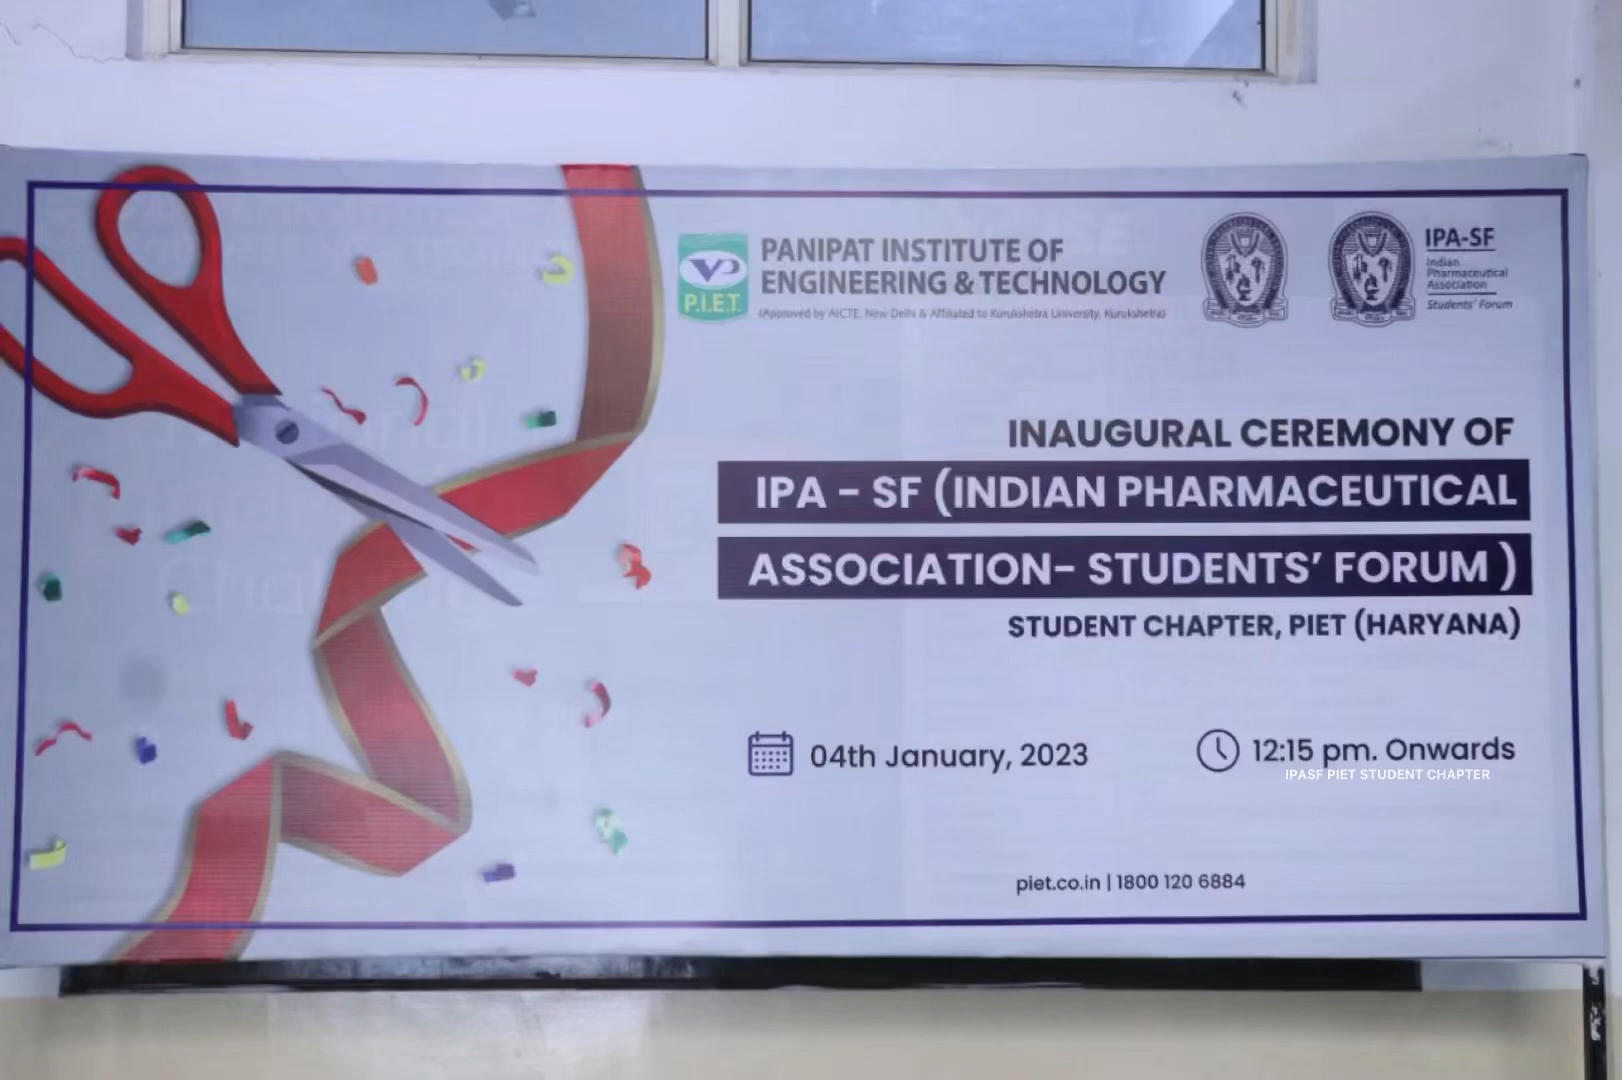 PANIPAT INSTITUTE OF
ENGINEERING & TECHNOLOGY
P.I.E.T.
(Approved by AICTE, New Delhi & Affiliated to Kurukshetra University, Kurukshetra)
IPA-SF
Indian
Pharmaceutical
Association
Students' Forum
INAUGURAL CEREMONY OF
IPA - SF (INDIAN PHARMACEUTICAL
ASSOCIATION- STUDENTS' FORUM )
STUDENT CHAPTER, PIET (HARYANA)
04th January, 2023
12:15 pm. Onwards
IPASF PIET STUDENT CHAPTER
piet.co.in | 1800 120 6884